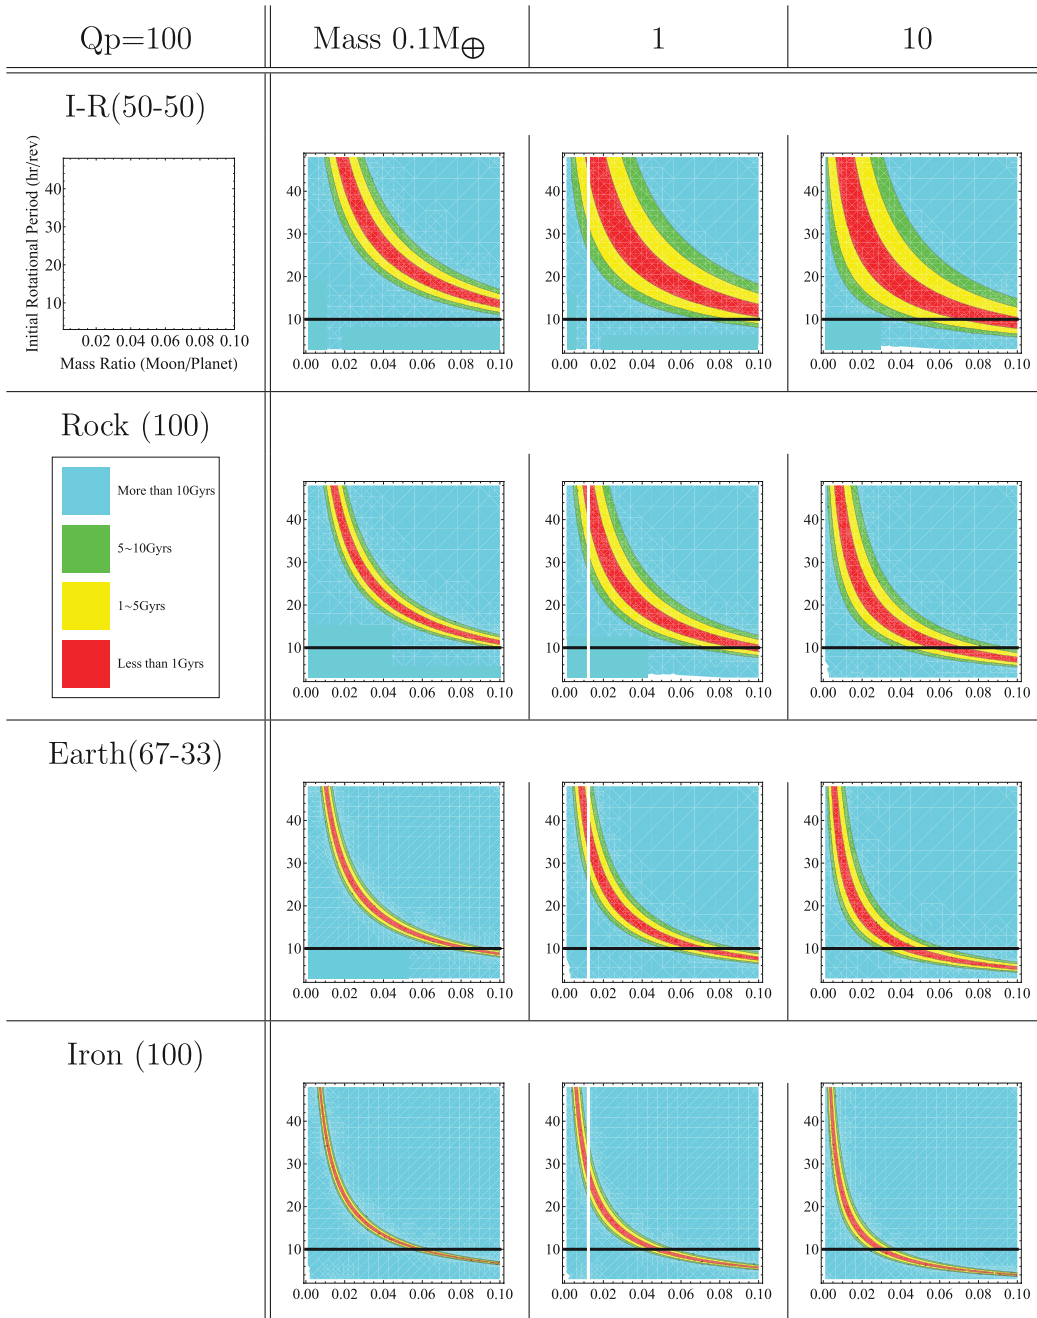 Qp=100 Mass 0.1M⊕ 1 10
I-R(50-50)
Initial Rotational Period (hr/rev)
40
30
20
10
0.02 0.04 0.06 0.08 0.10
Mass Ratio (Moon/Planet)
40
30
20
10
0.00 0.02 0.04 0.06 0.08 0.10
40
30
20
10
0.00 0.02 0.04 0.06 0.08 0.10
40
30
20
10
0.00 0.02 0.04 0.06 0.08 0.10
Rock (100)
More than 10Gyrs
5~10Gyrs
1~5Gyrs
Less than 1Gyrs
40
30
20
10
0.00 0.02 0.04 0.06 0.08 0.10
40
30
20
10
0.00 0.02 0.04 0.06 0.08 0.10
40
30
20
10
0.00 0.02 0.04 0.06 0.08 0.10
Earth(67-33)
40
30
20
10
0.00 0.02 0.04 0.06 0.08 0.10
40
30
20
10
0.00 0.02 0.04 0.06 0.08 0.10
40
30
20
10
0.00 0.02 0.04 0.06 0.08 0.10
Iron (100)
40
30
20
10
0.00 0.02 0.04 0.06 0.08 0.10
40
30
20
10
0.00 0.02 0.04 0.06 0.08 0.10
40
30
20
10
0.00 0.02 0.04 0.06 0.08 0.10